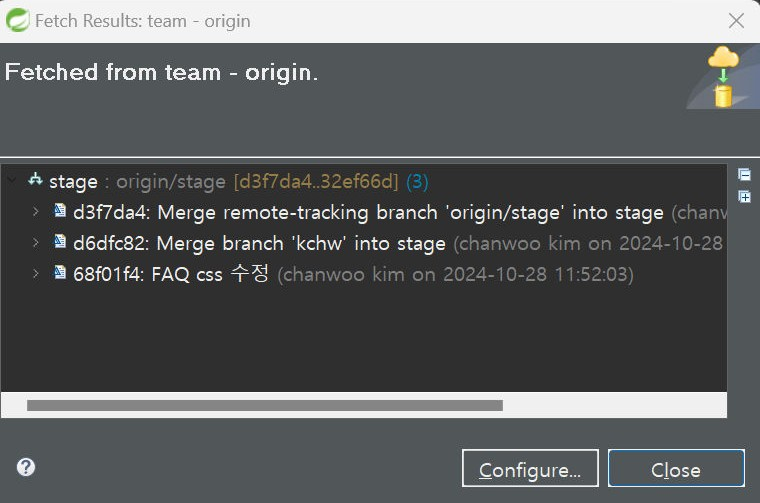 Fetch Results: team - origin
Fetched from team - origin.
stage : origin/stage [d3f7da4..32ef66d] (3)
d3f7da4: Merge remote-tracking branch 'origin/stage' into stage
d6dfc82: Merge branch 'kchw' into stage (chanwoo kim on 2024-10-28
68f01f4: FAQ css 수정 (chanwoo kim on 2024-10-28 11:52:03)
Configure...
Close